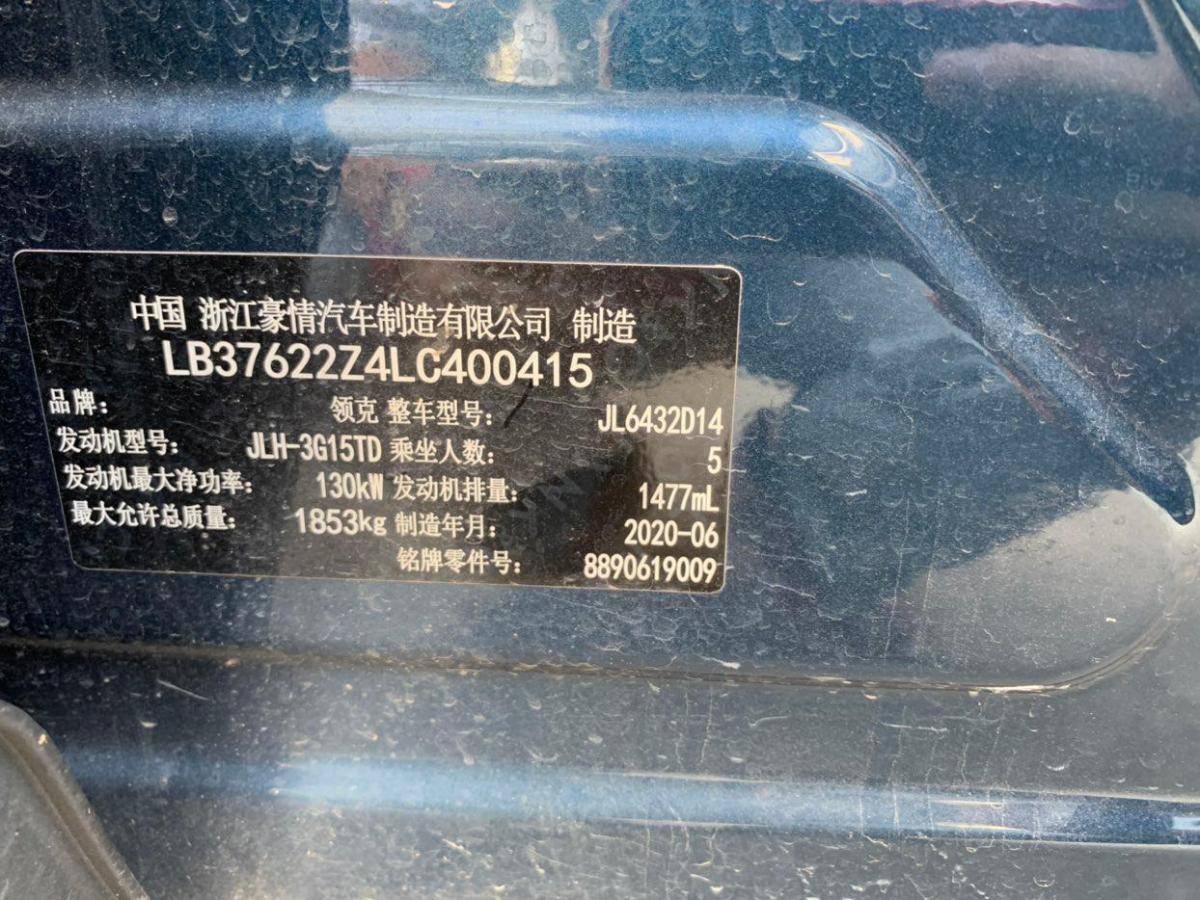 中国 浙江豪情汽车制造有限公司 制造
LB37622Z4LC400415
品牌: 领克 整车型号: JL6432D14
发动机型号: JLH-3G15TD 乘坐人数: 5
发动机最大净功率: 130kW 发动机排量: 1477mL
最大允许总质量: 1853kg 制造年月: 2020-06
铭牌零件号: 8890619009